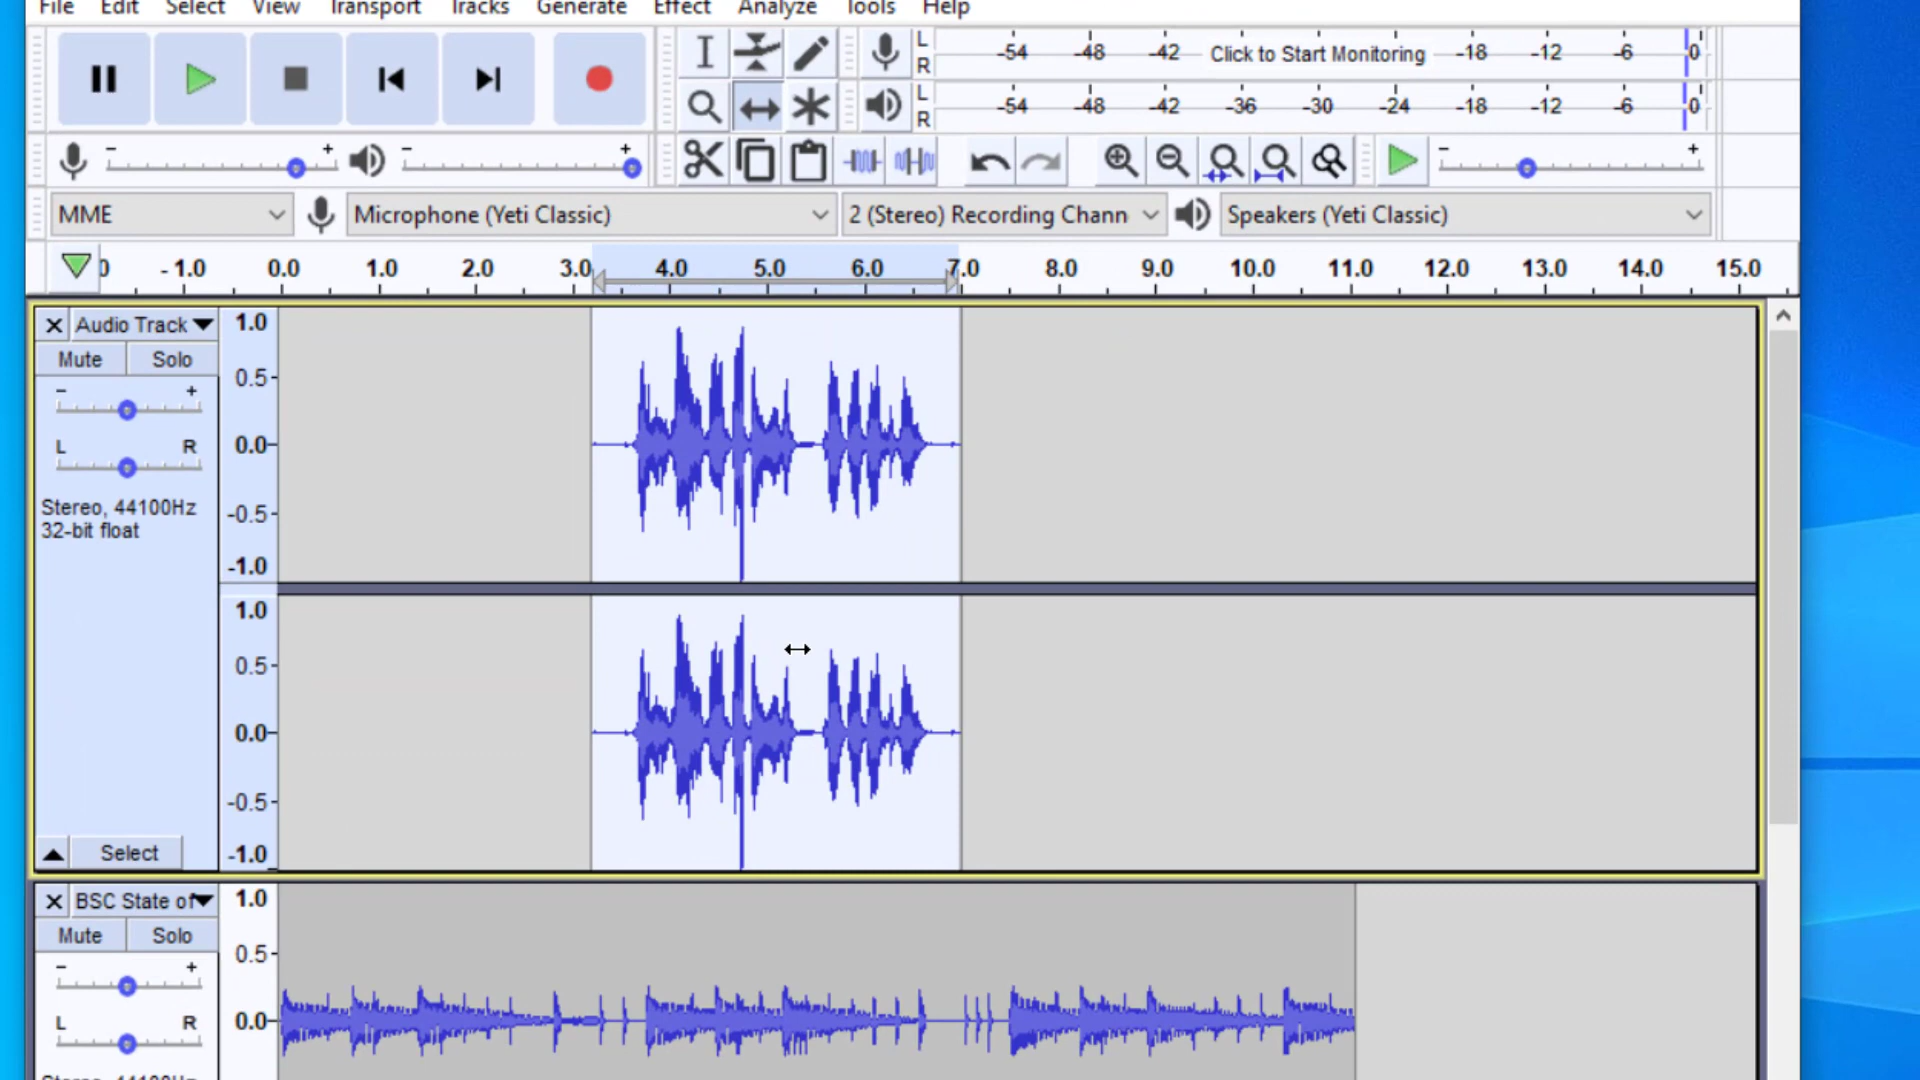 File Edit Select View Transport Tracks Generate Effect Analyze Tools Help
L -54 -48 -42 Click to Start Monitoring -18 -12 -6 0
R
L -54 -48 -42 -36 -30 -24 -18 -12 -6 0
R
- + - + - +
MME Microphone (Yeti Classic) 2 (Stereo) Recording Chann Speakers (Yeti Classic)
0 -1.0 0.0 1.0 2.0 3.0 4.0 5.0 6.0 7.0 8.0 9.0 10.0 11.0 12.0 13.0 14.0 15.0
Audio Track 1.0
Mute Solo
0.5
- +
L R 0.0
Stereo, 44100Hz -0.5
32-bit float
-1.0
1.0
0.5
0.0
-0.5
Select -1.0
BSC State of 1.0
Mute Solo
0.5
- +
L R 0.0